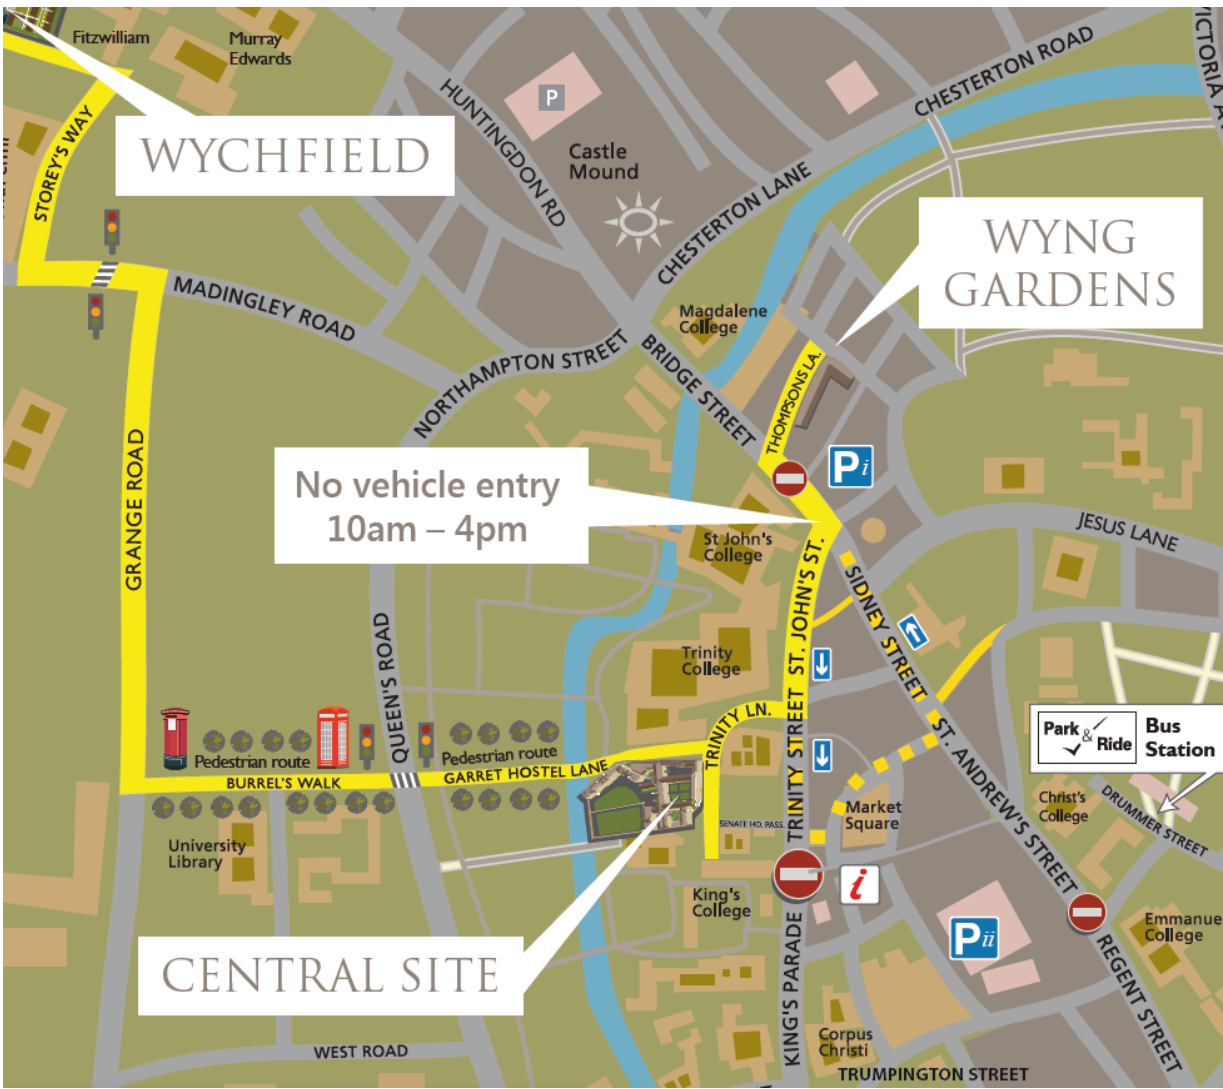 Fitzwilliam
Murray
Edwards
WYCHFIELD
STOREY'S WAY
HUNTINGDON RD
P
Castle
Mound
CHESTERTON ROAD
CHESTERTON LANE
WYNG
GARDENS
MADINGLEY ROAD
NORTHAMPTON STREET
Magdalene
College
BRIDGE STREET
THOMPSONS LA.
GRANGE ROAD
No vehicle entry
10am – 4pm
Pi
St John's
College
JESUS LANE
ST. JOHN'S ST.
SIDNEY STREET
QUEEN'S ROAD
Trinity
College
TRINITY LN.
TRINITY STREET
ST. ANDREW'S STREET
Park & Ride
Bus
Station
Pedestrian route
Pedestrian route
BURREL'S WALK
GARRET HOSTEL LANE
University
Library
SENATE HO. PASS.
Market
Square
Christ's
College
DRUMMER STREET
King's
College
i
CENTRAL SITE
Pii
Emmanue
College
REGENT STREET
KING'S PARADE
WEST ROAD
Corpus
Christi
TRUMPINGTON STREET